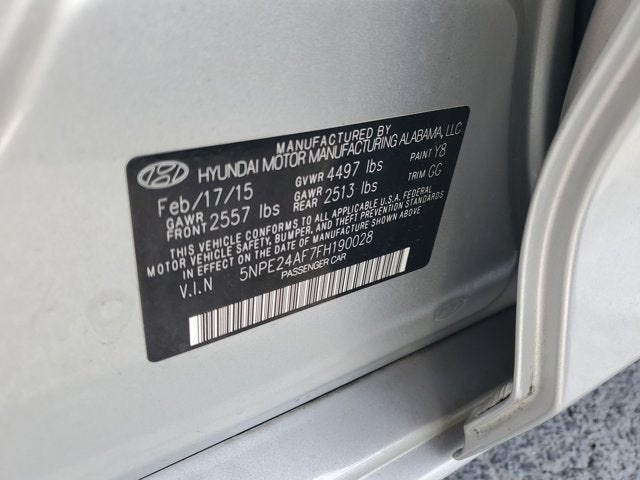 MANUFACTURED BY
HYUNDAI MOTOR MANUFACTURING ALABAMA, LLC
Feb/17/15 GVWR 4497 lbs PAINT Y8
GAWR FRONT 2557 lbs GAWR REAR 2513 lbs TRIM GG
THIS VEHICLE CONFORMS TO ALL APPLICABLE U.S.A. FEDERAL
MOTOR VEHICLE SAFETY, BUMPER, AND THEFT PREVENTION STANDARDS
IN EFFECT ON THE DATE OF MANUFACTURE SHOWN ABOVE.
V.I.N 5NPE24AF7FH190028
PASSENGER CAR